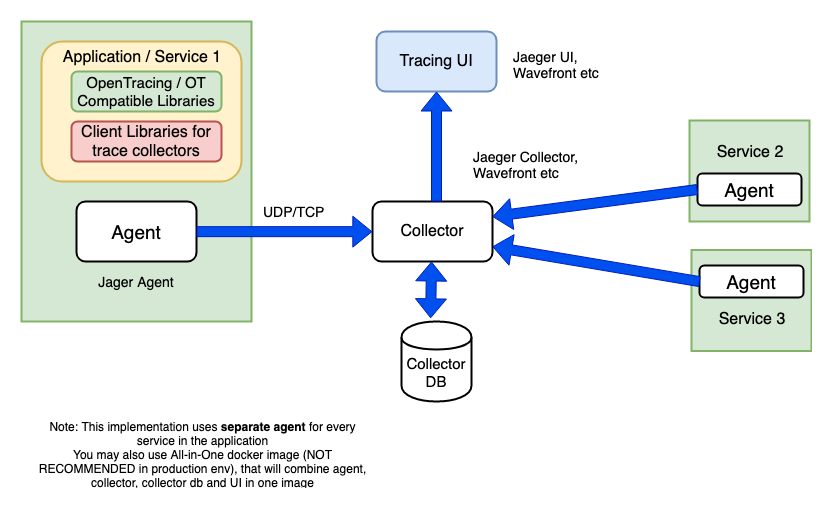 Application / Service 1
OpenTracing / OT
Compatible Libraries
Client Libraries for
trace collectors
Agent
Jager Agent
UDP/TCP
Tracing UI
Jaeger UI,
Wavefront etc
Jaeger Collector,
Wavefront etc
Collector
Collector
DB
Service 2
Agent
Agent
Service 3
Note: This implementation uses separate agent for every
service in the application
You may also use All-in-One docker image (NOT
RECOMMENDED in production env), that will combine agent,
collector, collector db and UI in one image